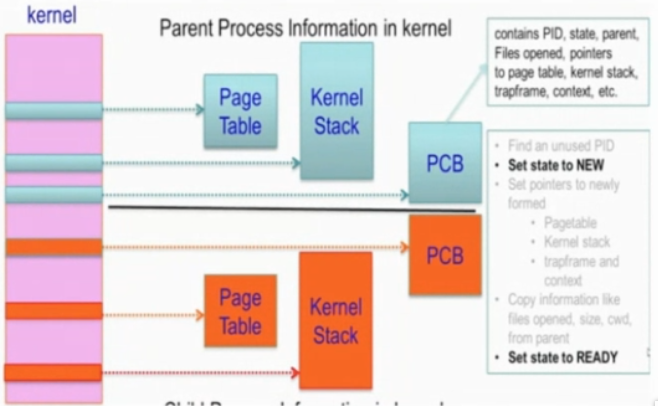 kernel
Parent Process Information in kernel
contains PID, state, parent,
Files opened, pointers
to page table, kernel stack,
trapframe, context, etc.
Page
Table
Kernel
Stack
PCB
• Find an unused PID
• Set state to NEW
• Set pointers to newly
formed
• Pagetable
• Kernel stack
• trapframe and
context
• Copy information like
files opened, size, cwd,
from parent
• Set state to READY
PCB
Page
Table
Kernel
Stack